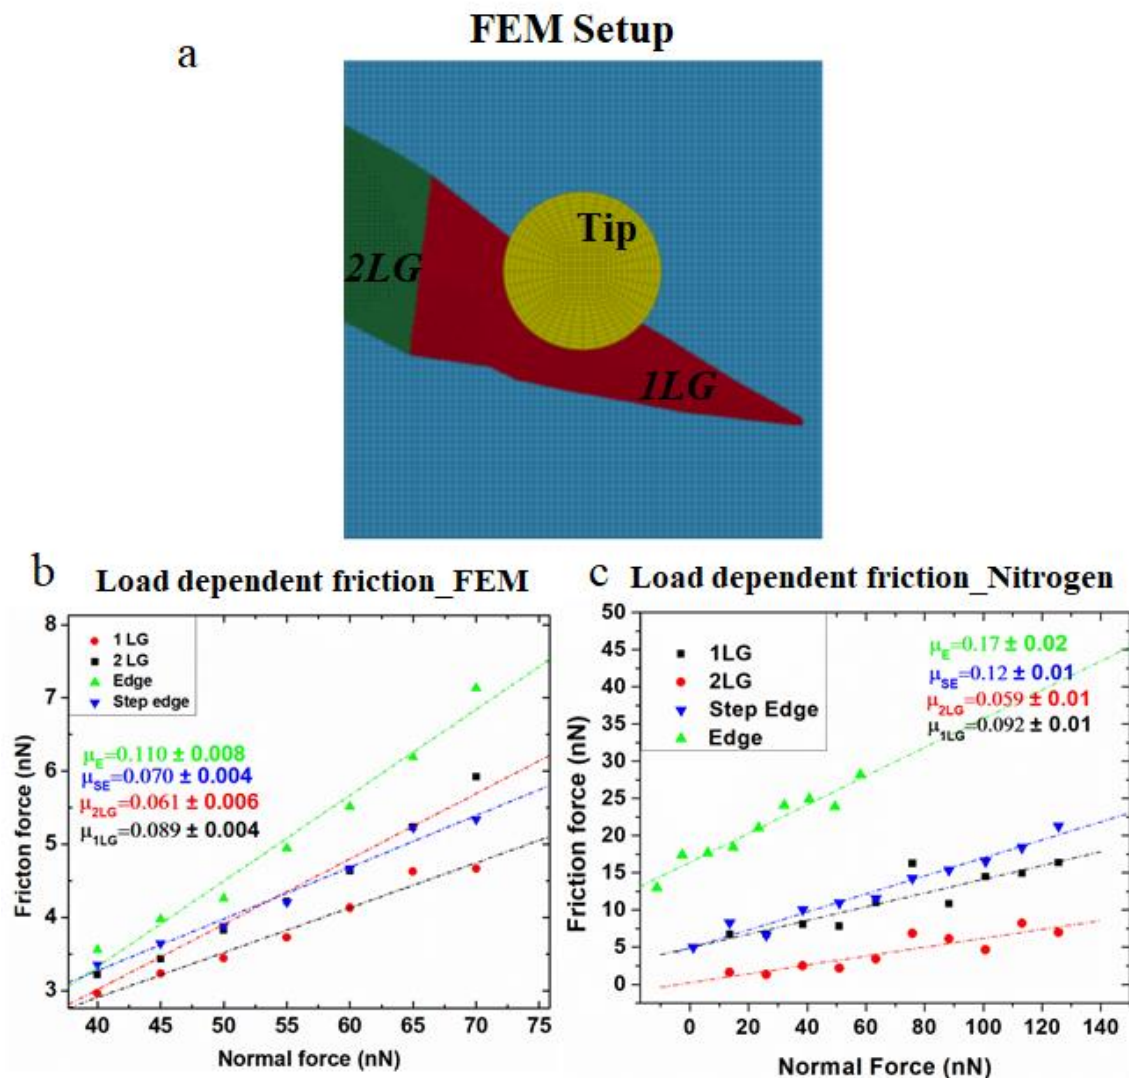 FEM Setup
a
Tip
2LG
1LG
b
Load dependent friction_FEM
8
7
6
5
4
3
Friction force (nN)
1 LG
2 LG
Edge
Step edge
μE=0.110 ± 0.008
μSE=0.070 ± 0.004
μ2LG=0.061 ± 0.006
μ1LG=0.089 ± 0.004
40 45 50 55 60 65 70 75
Normal force (nN)
c
Load dependent friction_Nitrogen
50
45
40
35
30
25
20
15
10
5
0
Friction force (nN)
1LG
2LG
Step Edge
Edge
μE=0.17 ± 0.02
μSE=0.12 ± 0.01
μ2LG=0.059 ± 0.01
μ1LG=0.092 ± 0.01
0 20 40 60 80 100 120 140
Normal Force (nN)